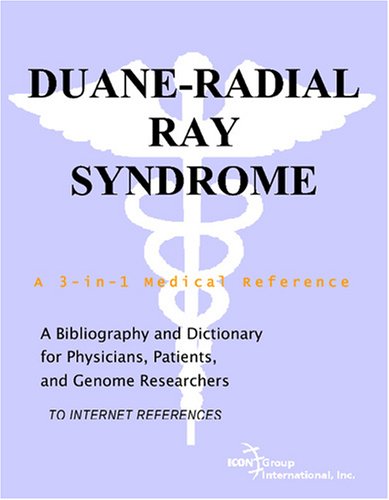 DUANE-RADIAL
RAY
SYNDROME
A 3-in-1 Medical Reference
A Bibliography and Dictionary
for Physicians, Patients,
and Genome Researchers
TO INTERNET REFERENCES
ICON Group
International, Inc.